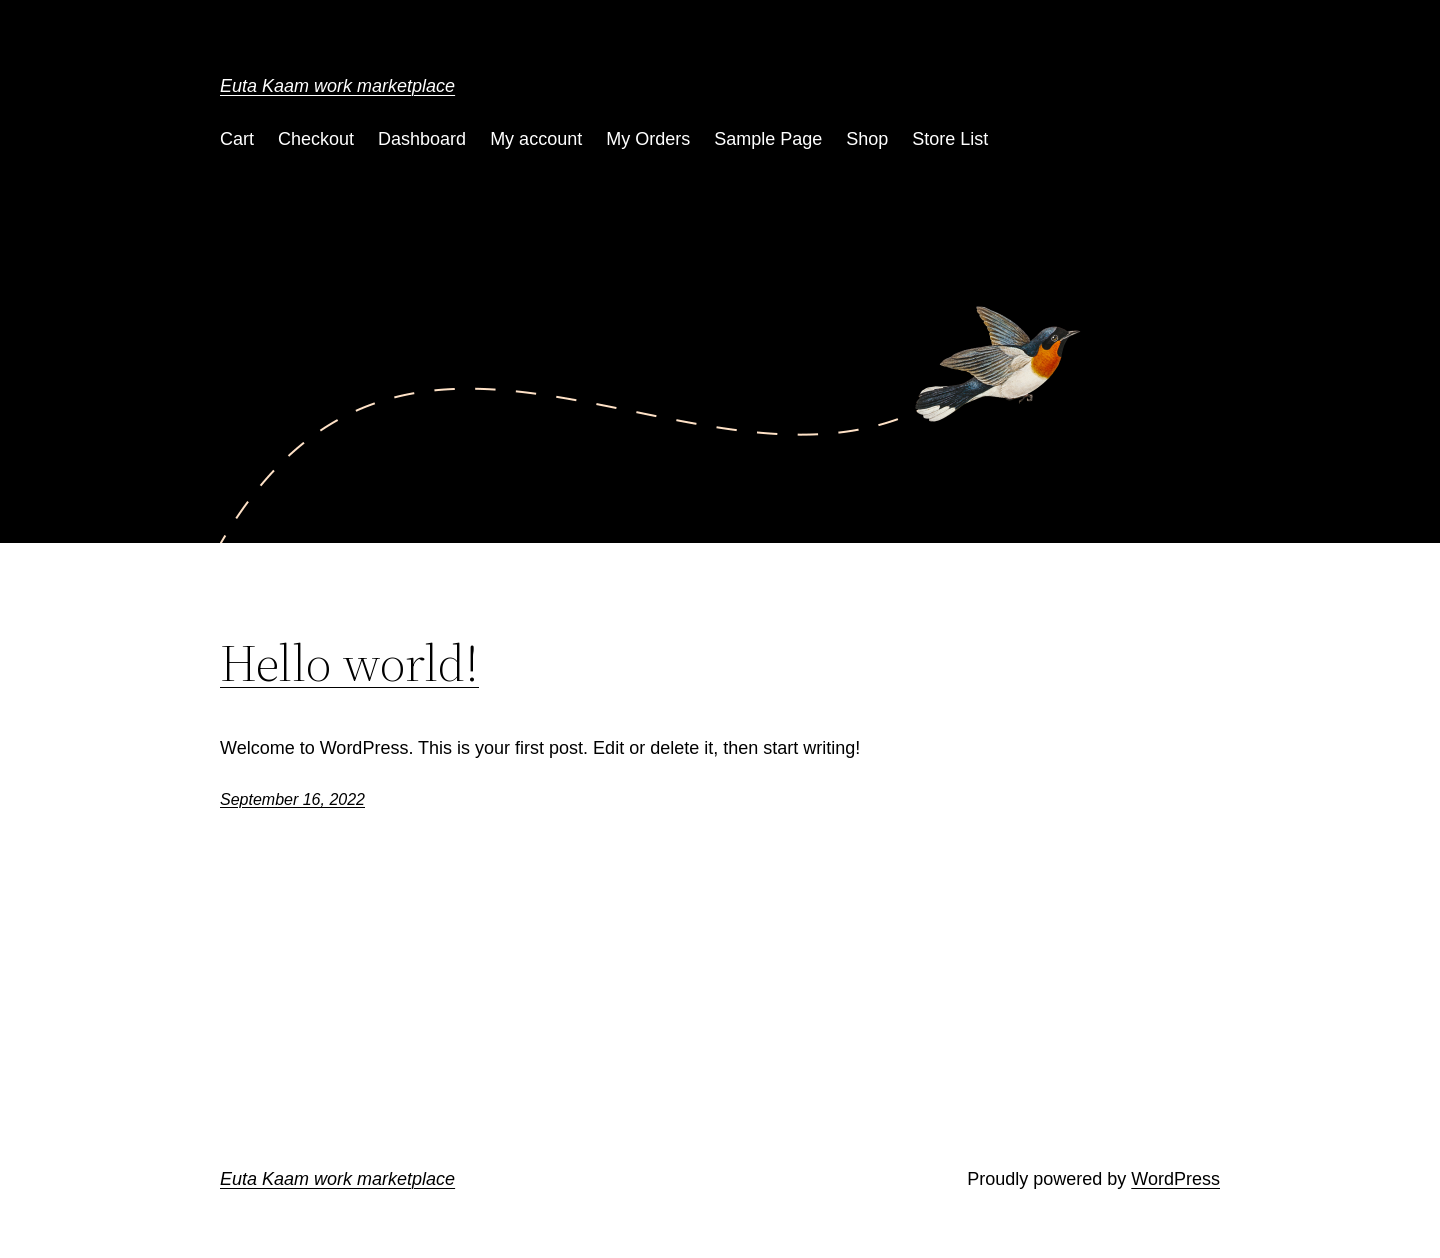 Euta Kaam work marketplace
Cart Checkout Dashboard My account My Orders Sample Page Shop Store List
Hello world!
Welcome to WordPress. This is your first post. Edit or delete it, then start writing!
September 16, 2022
Euta Kaam work marketplace
Proudly powered by WordPress